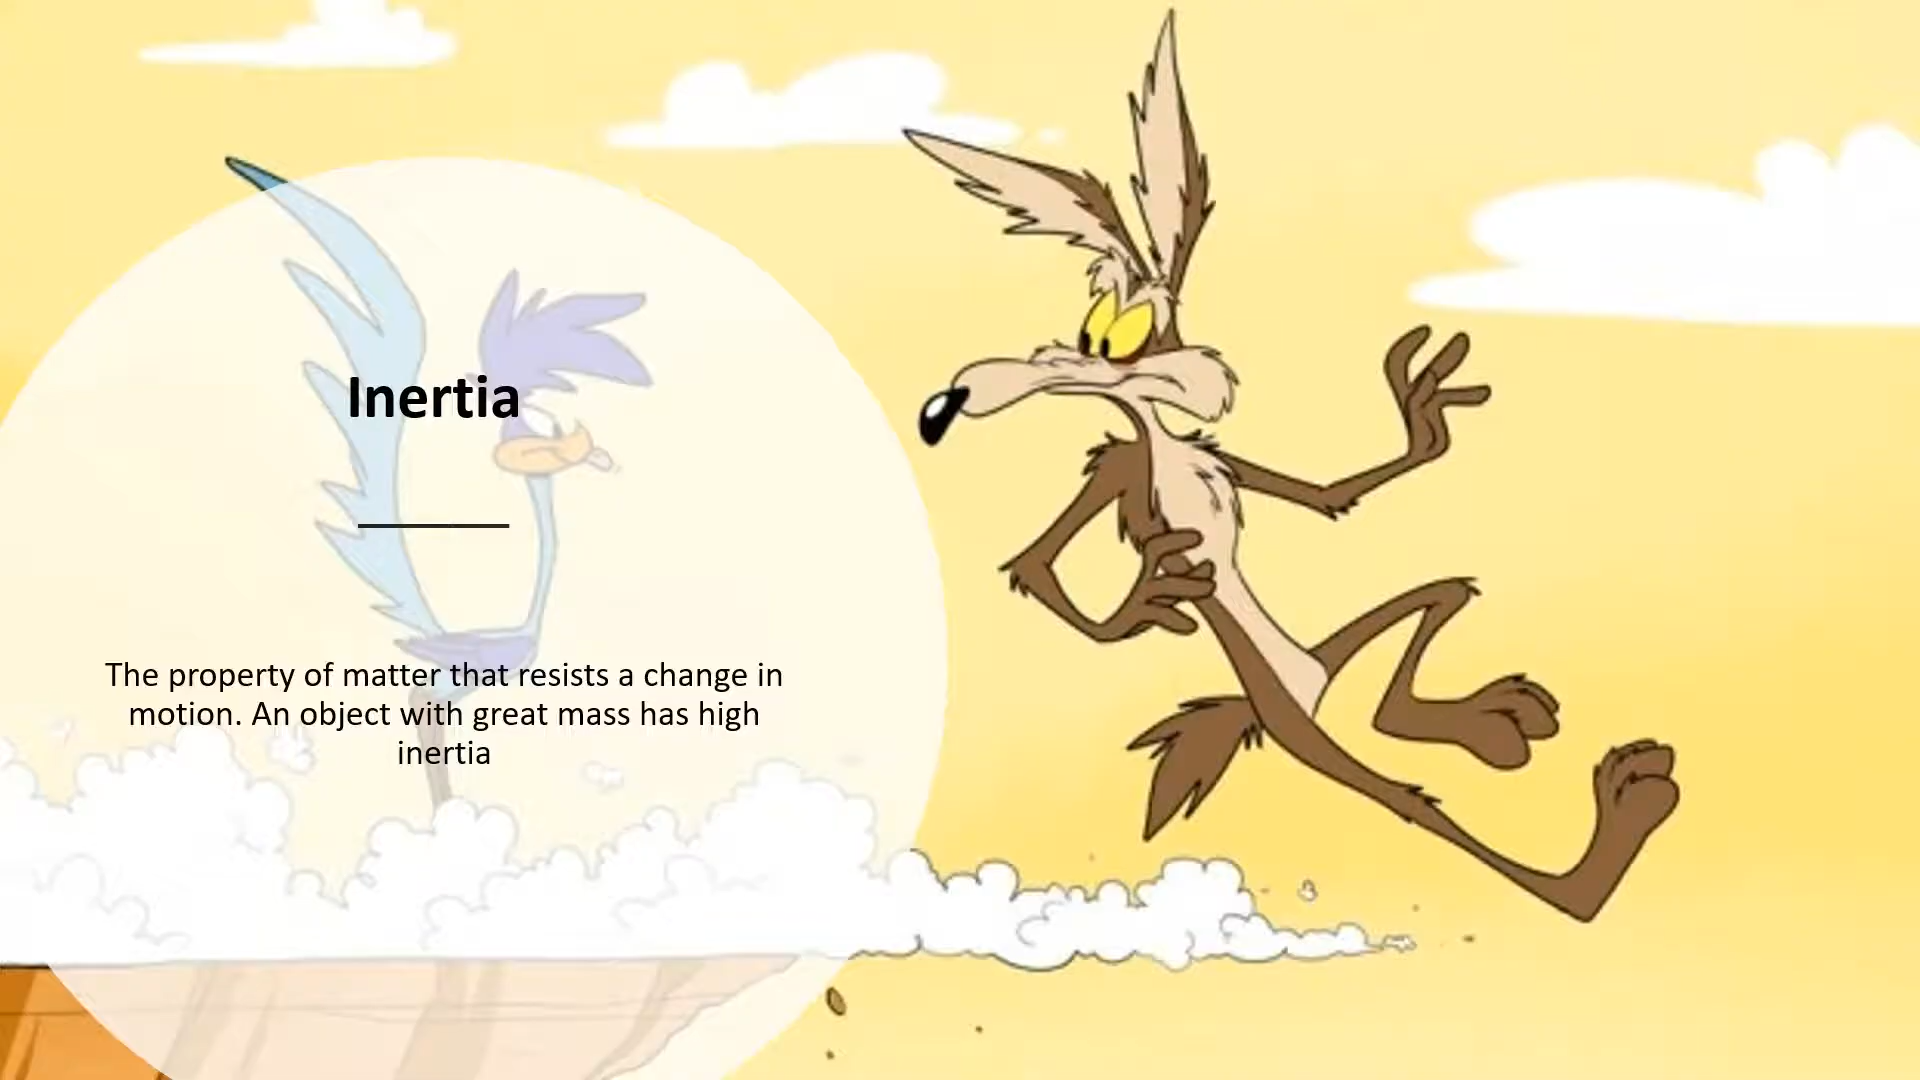 Inertia
The property of matter that resists a change in
motion. An object with great mass has high
inertia